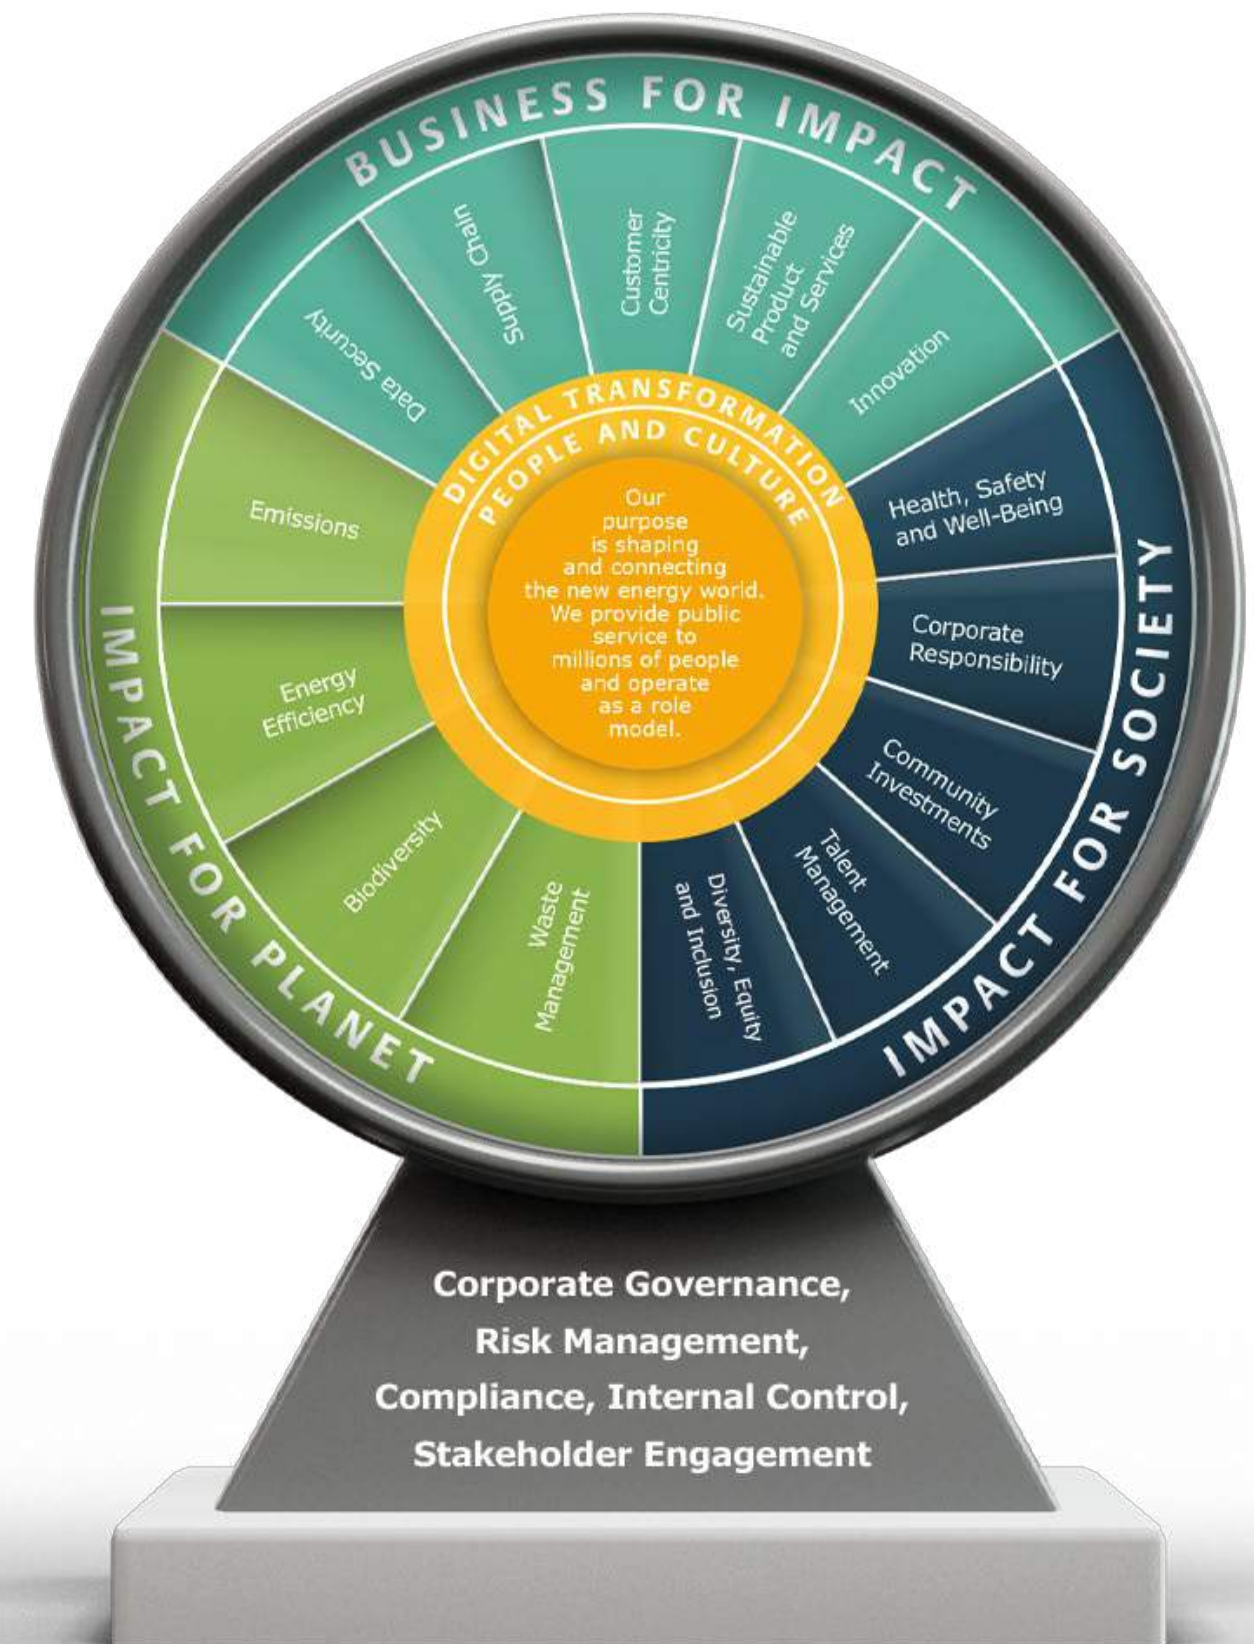 BUSINESS FOR IMPACT
Data Security
Supply Chain
Customer
Centricity
Sustainable
Product
and Services
Innovation
IMPACT FOR SOCIETY
Health, Safety
and Well-Being
Corporate
Responsibility
Community
Investments
Talent
Management
Diversity, Equity
and Inclusion
IMPACT FOR PLANET
Emissions
Energy
Efficiency
Biodiversity
Waste
Management
DIGITAL TRANSFORMATION
PEOPLE AND CULTURE
Our
purpose
is shaping
and connecting
the new energy world.
We provide public
service to
millions of people
and operate
as a role
model.
Corporate Governance,
Risk Management,
Compliance, Internal Control,
Stakeholder Engagement